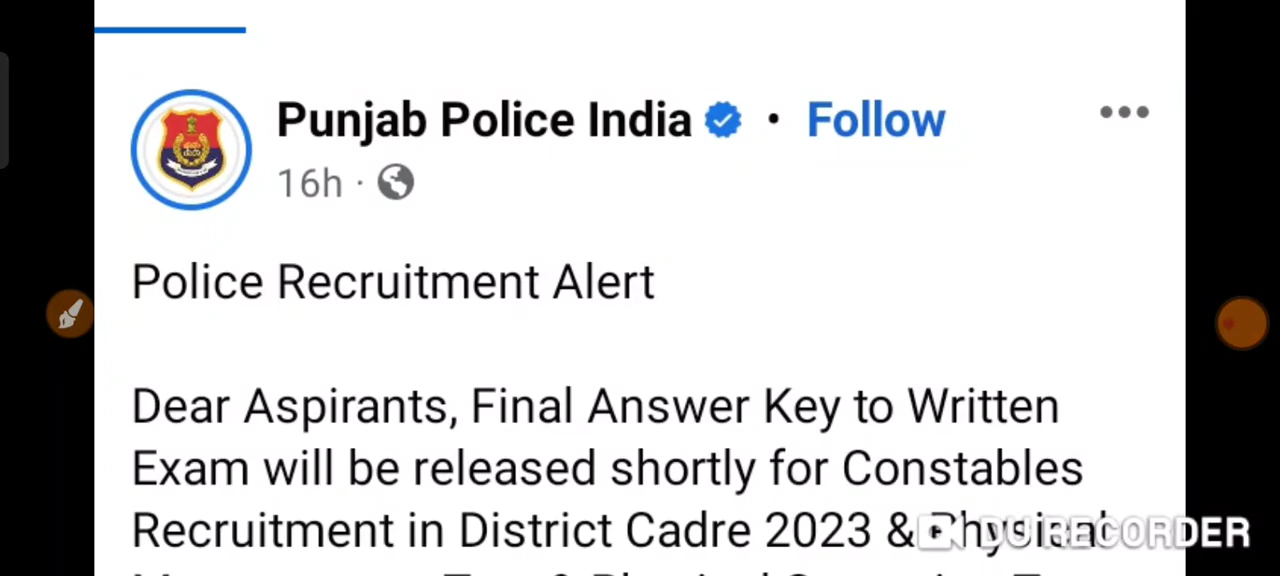 Punjab Police India • Follow
16h ·
Police Recruitment Alert
Dear Aspirants, Final Answer Key to Written
Exam will be released shortly for Constables
Recruitment in District Cadre 2023 & Physical
DU RECORDER